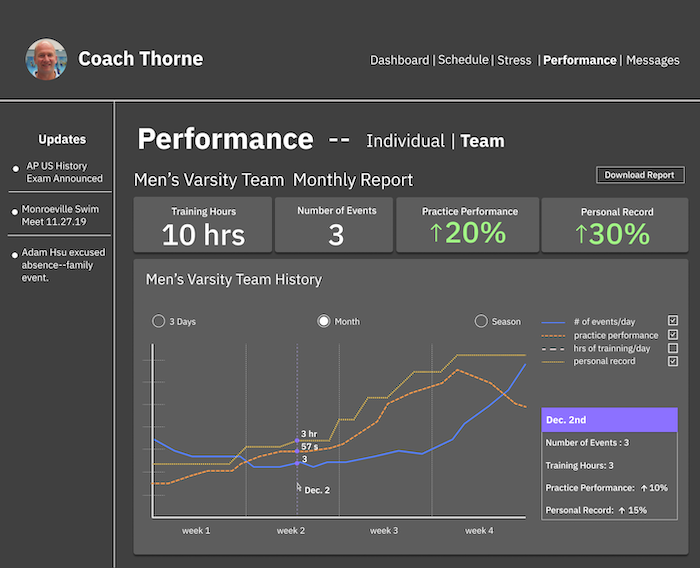 Coach Thorne
Dashboard | Schedule | Stress | Performance | Messages
Updates
AP US History
Exam Announced
Monroeville Swim
Meet 11.27.19
Adam Hsu excused
absence--family
event.
Performance -- Individual | Team
Men's Varsity Team Monthly Report
Download Report
Training Hours
10 hrs
Number of Events
3
Practice Performance
↑20%
Personal Record
↑30%
Men's Varsity Team History
3 Days
Month
Season
# of events/day
practice performance
hrs of trainning/day
personal record
3 hr
57 s
3
Dec. 2
week 1
week 2
week 3
week 4
Dec. 2nd
Number of Events : 3
Training Hours: 3
Practice Performance: ↑ 10%
Personal Record: ↑ 15%